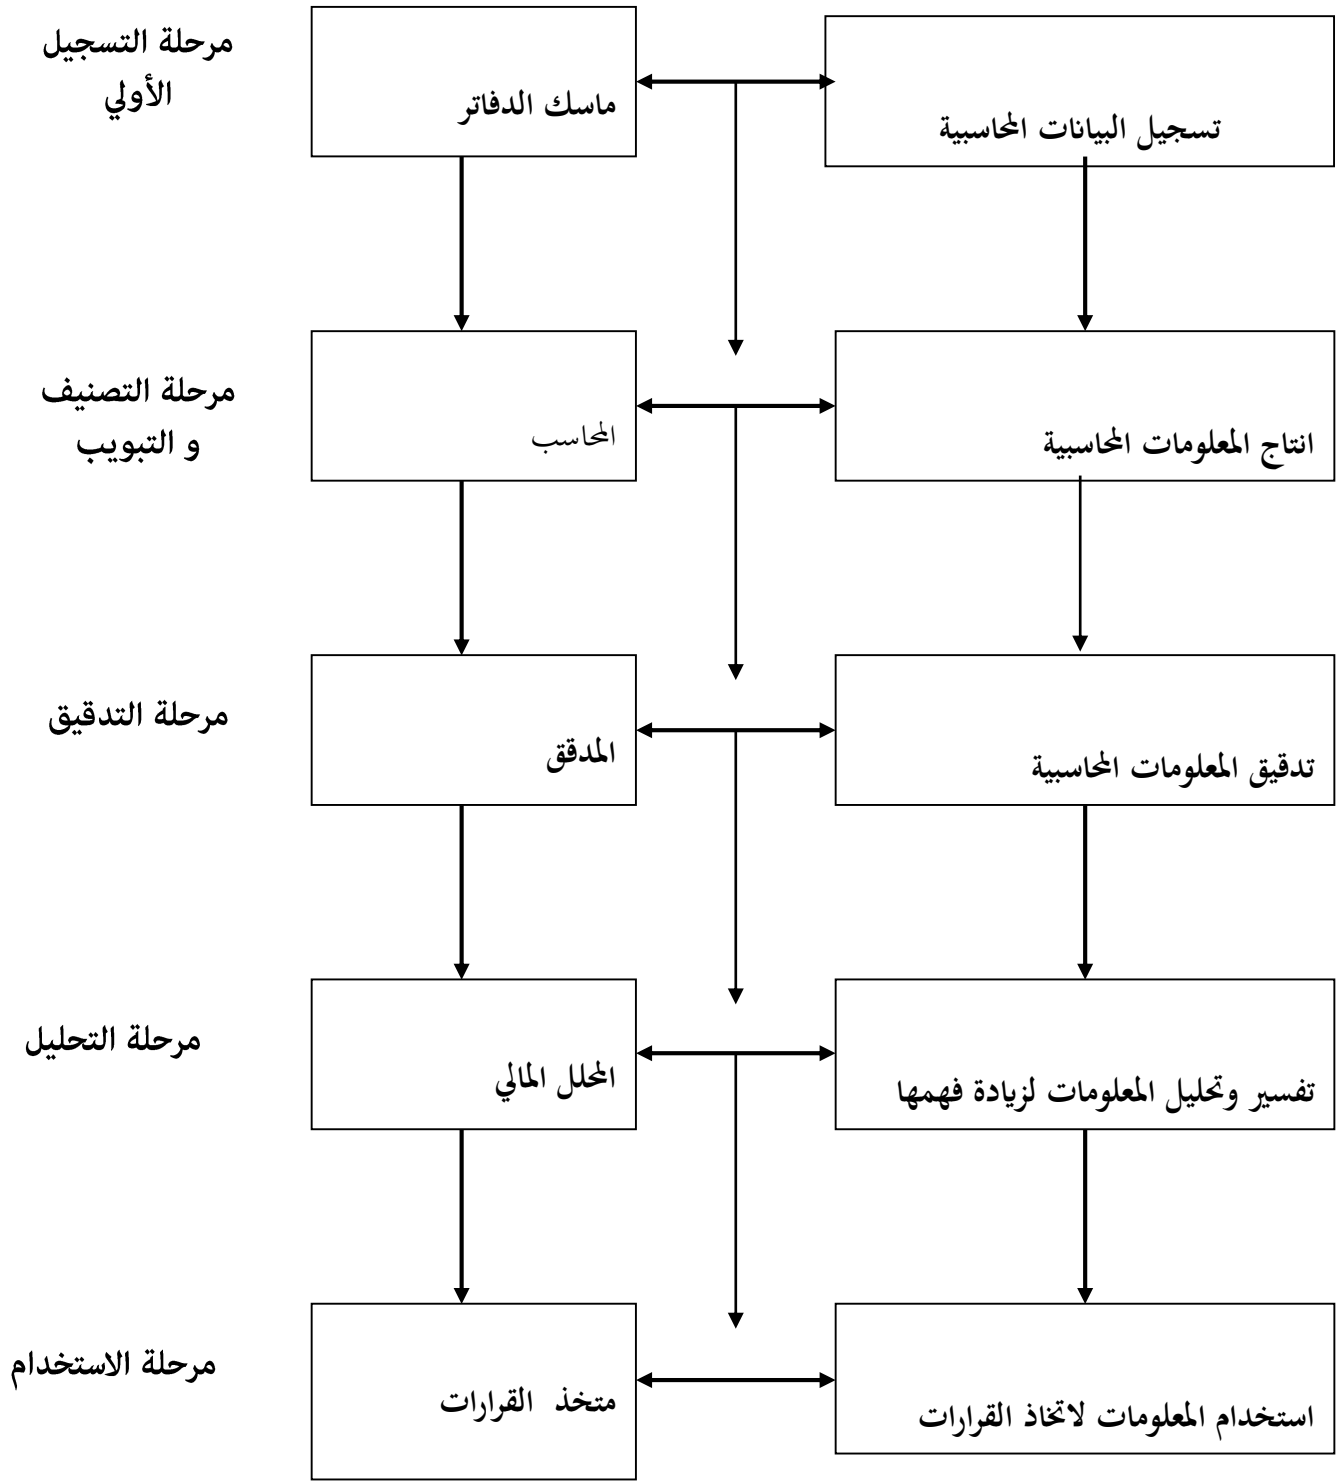 تسجيل البيانات المحاسبية
ماسك الدفاتر
مرحلة التسجيل
الأولي
انتاج المعلومات المحاسبية
المحاسب
مرحلة التصنيف
و التبويب
تدقيق المعلومات المحاسبية
المدقق
مرحلة التدقيق
تفسير وتحليل المعلومات لزيادة فهمها
المحلل المالي
مرحلة التحليل
استخدام المعلومات لاتخاذ القرارات
متخذ القرارات
مرحلة الاستخدام